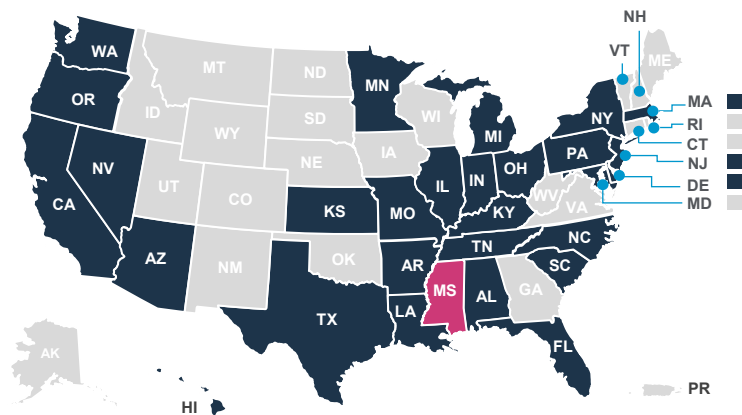 NH
VT
ME
WA
MT
ND
MN
OR
ID
SD
WI
WY
MI
NY
MA
RI
CT
NJ
DE
MD
NE
IA
PA
NV
UT
CO
IL
IN
OH
WV
VA
CA
KS
MO
KY
AZ
NM
OK
AR
TN
NC
SC
MS
AL
GA
TX
LA
FL
AK
HI
PR